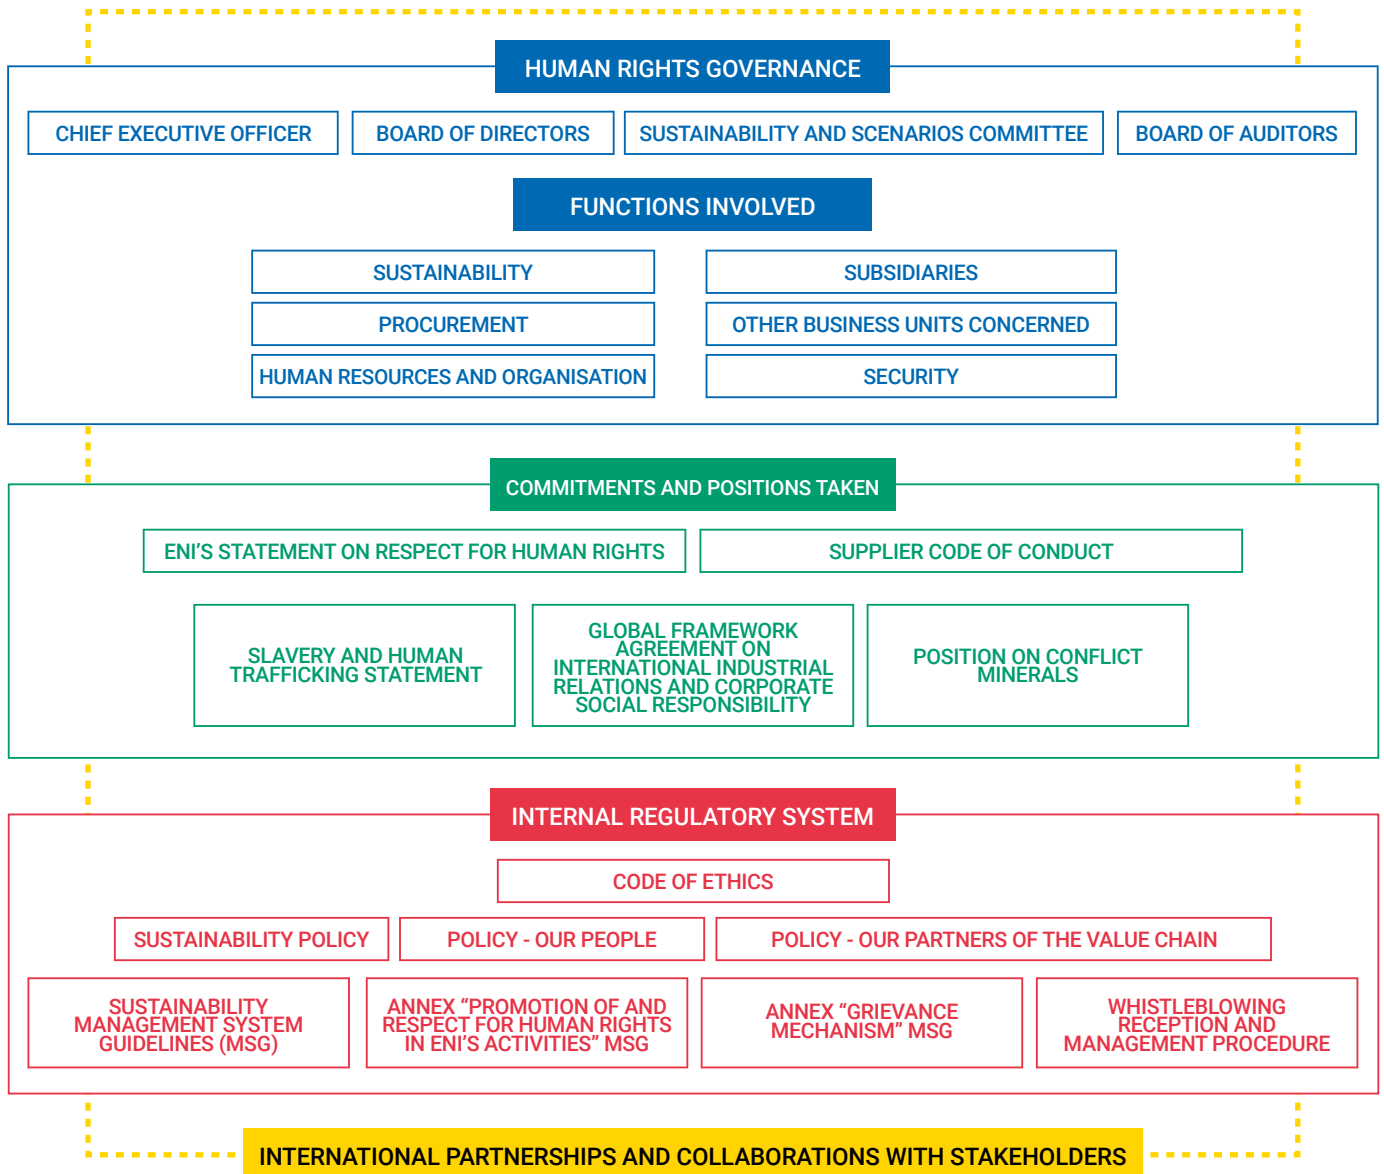 HUMAN RIGHTS GOVERNANCE
CHIEF EXECUTIVE OFFICER
BOARD OF DIRECTORS
SUSTAINABILITY AND SCENARIOS COMMITTEE
BOARD OF AUDITORS
FUNCTIONS INVOLVED
SUSTAINABILITY
SUBSIDIARIES
PROCUREMENT
OTHER BUSINESS UNITS CONCERNED
HUMAN RESOURCES AND ORGANISATION
SECURITY
COMMITMENTS AND POSITIONS TAKEN
ENI’S STATEMENT ON RESPECT FOR HUMAN RIGHTS
SUPPLIER CODE OF CONDUCT
SLAVERY AND HUMAN
TRAFFICKING STATEMENT
GLOBAL FRAMEWORK
AGREEMENT ON
INTERNATIONAL INDUSTRIAL
RELATIONS AND CORPORATE
SOCIAL RESPONSIBILITY
POSITION ON CONFLICT
MINERALS
INTERNAL REGULATORY SYSTEM
CODE OF ETHICS
SUSTAINABILITY POLICY
POLICY - OUR PEOPLE
POLICY - OUR PARTNERS OF THE VALUE CHAIN
SUSTAINABILITY
MANAGEMENT SYSTEM
GUIDELINES (MSG)
ANNEX “PROMOTION OF AND
RESPECT FOR HUMAN RIGHTS
IN ENI’S ACTIVITIES” MSG
ANNEX “GRIEVANCE
MECHANISM” MSG
WHISTLEBLOWING
RECEPTION AND
MANAGEMENT PROCEDURE
INTERNATIONAL PARTNERSHIPS AND COLLABORATIONS WITH STAKEHOLDERS